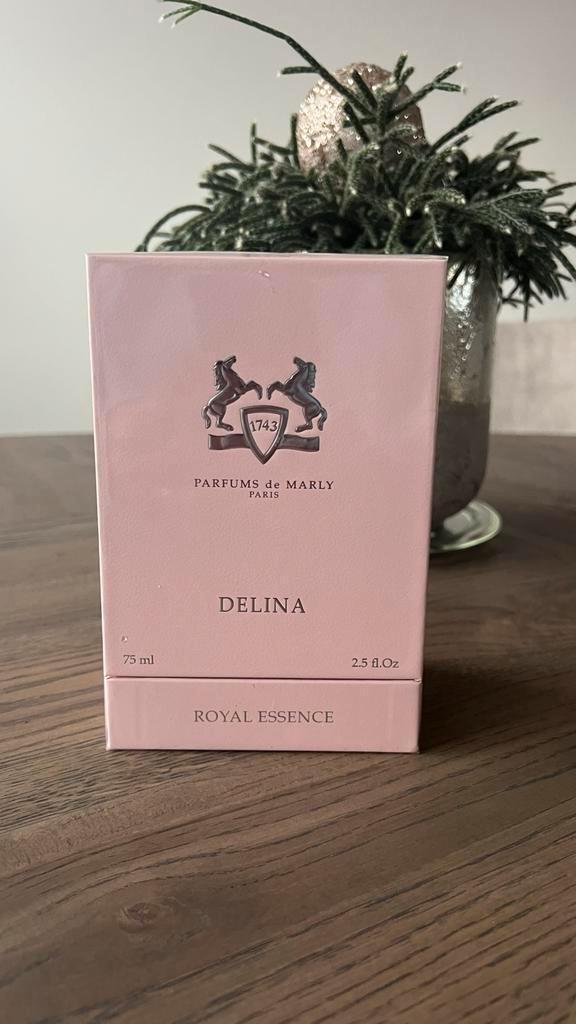 1743
PARFUMS de MARLY
PARIS
DELINA
75 ml 2.5 fl.Oz
ROYAL ESSENCE